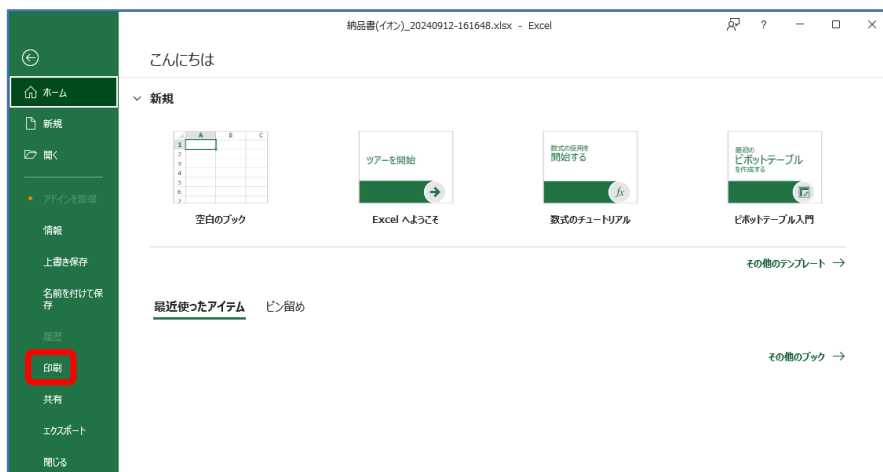 納品書(イオン)_20240912-161648.xlsx - Excel
?
こんにちは
ホーム
新規
開く
アドインを取得
情報
上書き保存
名前を付けて保
存
履歴
印刷
共有
エクスポート
閉じる
新規
A B C
1
2
3
4
5
6
7
空白のブック
ツアーを開始
Excel へようこそ
数式の使用を
開始する
fx
数式のチュートリアル
最初の
ピボットテーブル
を作成する
ピボットテーブル入門
その他のテンプレート →
最近使ったアイテム ピン留め
その他のブック →